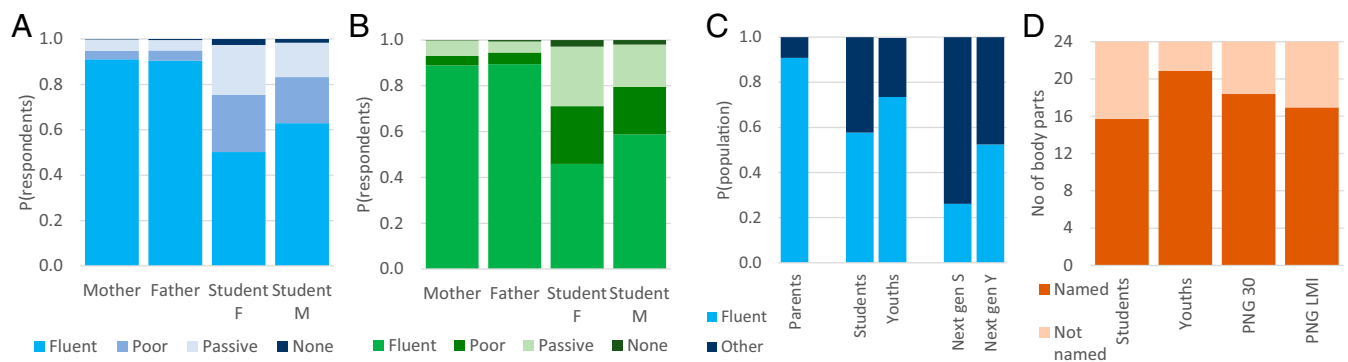 A
P(respondents)
1.0
0.8
0.6
0.4
0.2
0.0
Mother Father Student Student
F M
Fluent Poor Passive None
B
P(respondents)
1.0
0.8
0.6
0.4
0.2
0.0
Mother Father Student Student
F M
Fluent Poor Passive None
C
P(population)
1.0
0.8
0.6
0.4
0.2
0.0
Parents
Students
Youths
Next gen S
Next gen Y
Fluent
Other
D
No of body parts
24
20
16
12
8
4
0
Students
Youths
PNG 30
PNG LMI
Named
Not
named